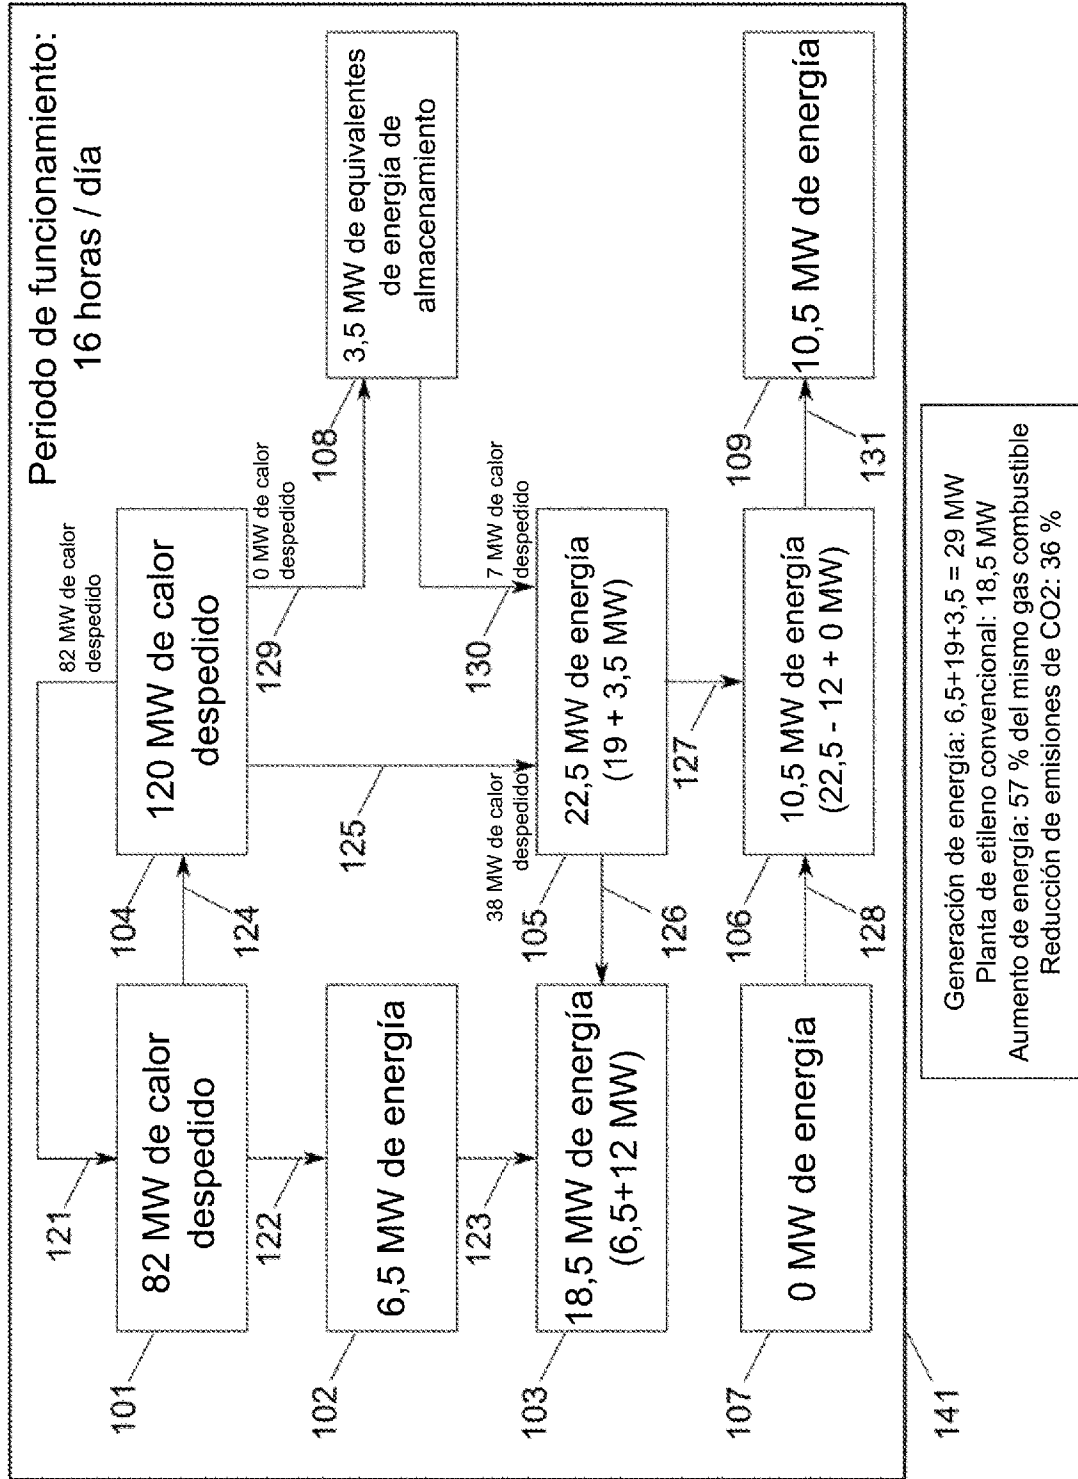 Periodo de funcionamiento:
16 horas / día
82 MW de calor
despedido
121
101
82 MW de calor
despedido
124
104
120 MW de calor
despedido
122
125
129
0 MW de calor
despedido
108
3,5 MW de equivalentes
de energía de
almacenamiento
102
6,5 MW de energía
123
38 MW de calor
despedido
130
7 MW de calor
despedido
103
18,5 MW de energía
(6,5+12 MW)
126
105
22,5 MW de energía
(19 + 3,5 MW)
127
107
0 MW de energía
128
106
10,5 MW de energía
(22,5 - 12 + 0 MW)
131
109
10,5 MW de energía
141
Generación de energía: 6,5+19+3,5 = 29 MW
Planta de etileno convencional: 18,5 MW
Aumento de energía: 57 % del mismo gas combustible
Reducción de emisiones de CO2: 36 %